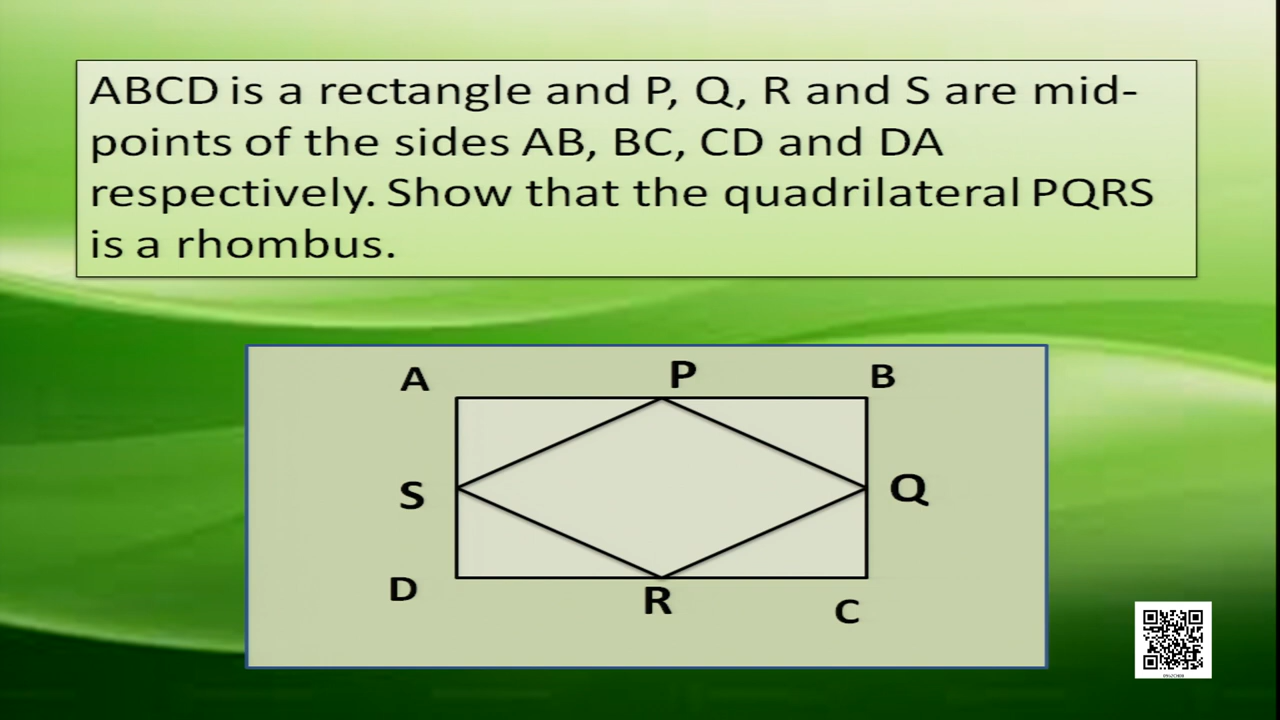 ABCD is a rectangle and P, Q, R and S are mid-
points of the sides AB, BC, CD and DA
respectively. Show that the quadrilateral PQRS
is a rhombus.
A P B
S Q
D R C